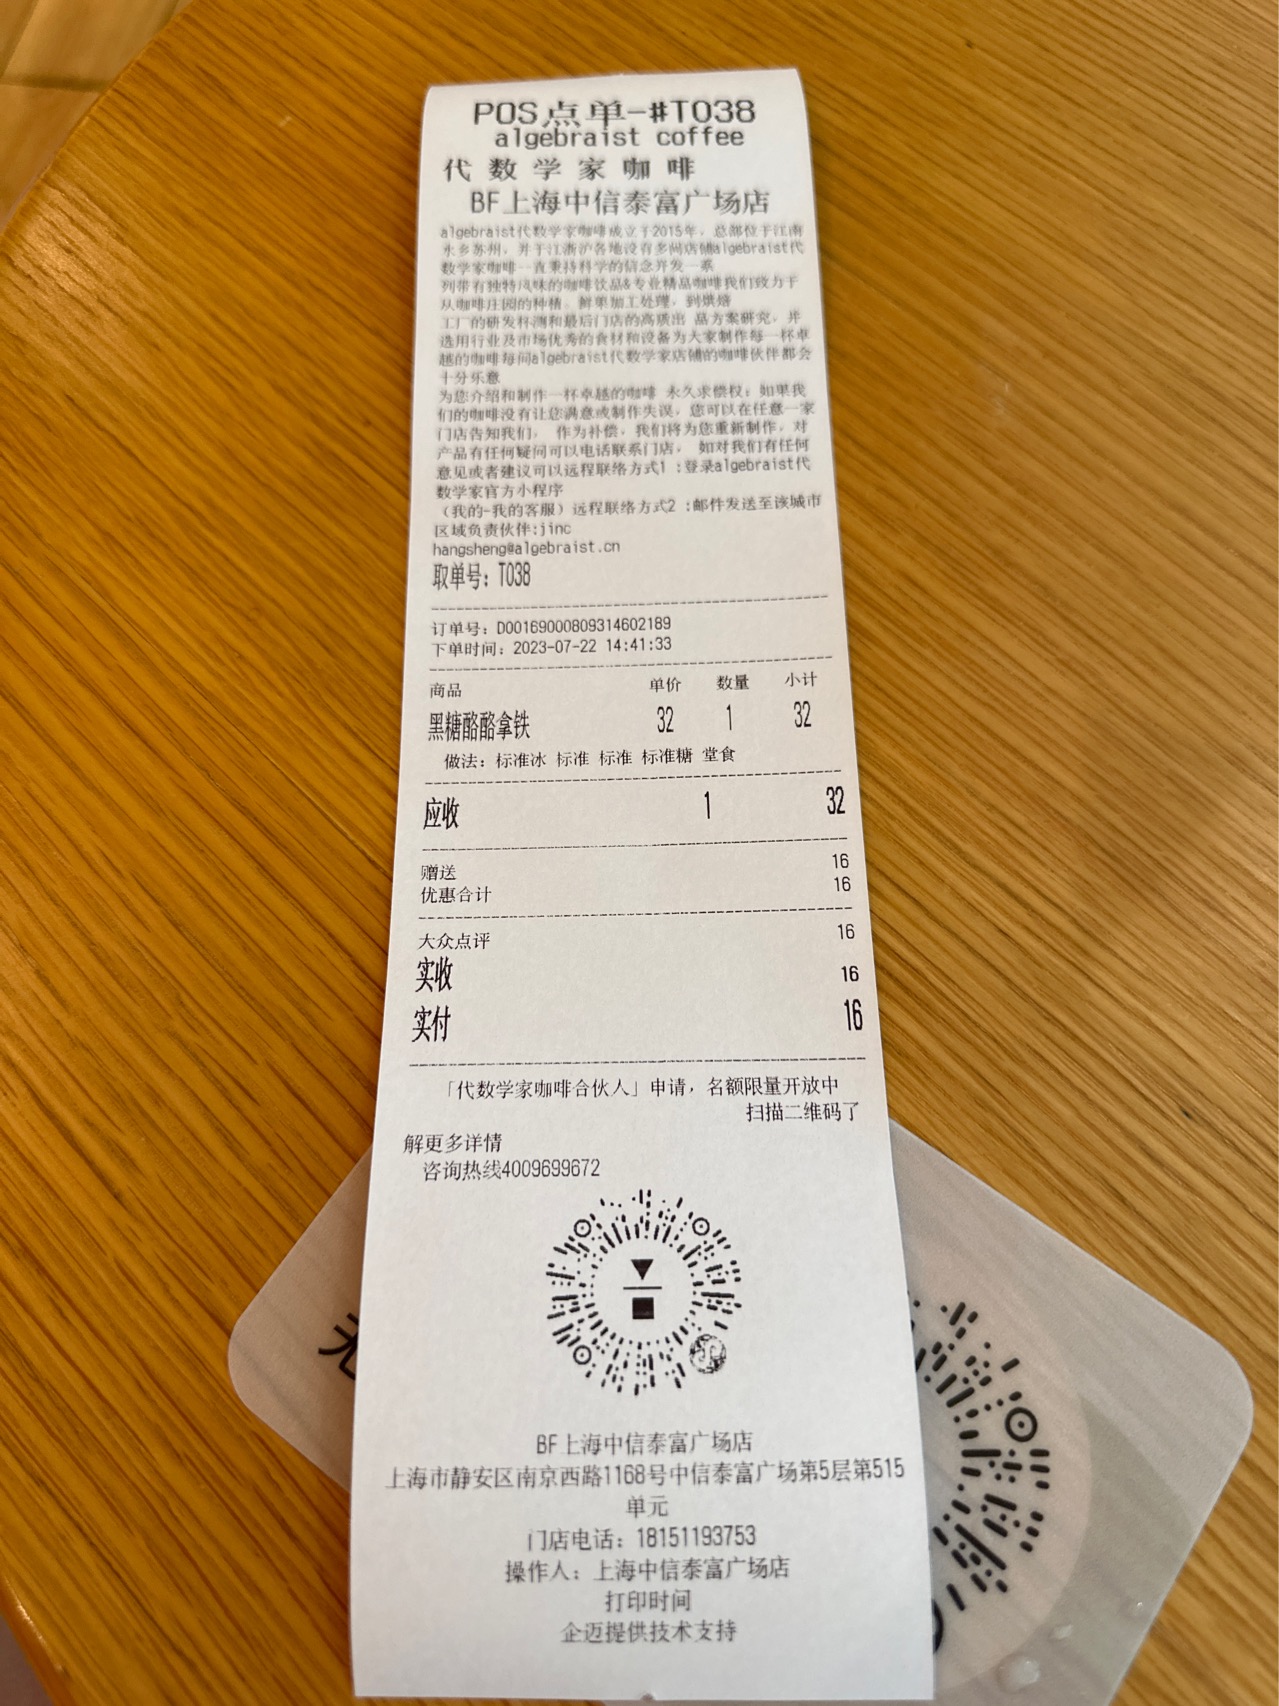 POS点单-#T038
algebraist coffee
代数学家咖啡
BF上海中信泰富广场店
algebraist代数学家咖啡成立于2015年，总部位于江南
水乡苏州，并于江浙沪各地设有多间店铺algebraist代
数学家咖啡一直秉持科学的信念开发一系
列带有独特风味的咖啡饮品&专业精品咖啡我们致力于
从咖啡庄园的种植、鲜果加工处理，到烘焙
工厂的研发杯测和最后门店的高质出 品方案研究，并
选用行业及市场优秀的食材和设备为大家制作每一杯卓
越的咖啡每间algebraist代数学家店铺的咖啡伙伴都会
十分乐意
为您介绍和制作一杯卓越的咖啡 永久求偿权：如果我
们的咖啡没有让您满意或制作失误，您可以在任意一家
门店告知我们， 作为补偿，我们将为您重新制作，对
产品有任何疑问可以电话联系门店， 如对我们有任何
意见或者建议可以远程联络方式1 :登录algebraist代
数学家官方小程序
（我的-我的客服）远程联络方式2 :邮件发送至该城市
区域负责伙伴:jinc
hangsheng@algebraist.cn
取单号：T038
订单号：D00169000809314602189
下单时间：2023-07-22 14:41:33
商品 单价 数量 小计
黑糖酪酪拿铁 32 1 32
做法：标准冰 标准 标准 标准糖 堂食
应收 1 32
赠送 16
优惠合计 16
大众点评 16
实收 16
实付 16
「代数学家咖啡合伙人」申请，名额限量开放中
扫描二维码了
解更多详情
咨询热线4009699672
BF上海中信泰富广场店
上海市静安区南京西路1168号中信泰富广场第5层第515
单元
门店电话：18151193753
操作人：上海中信泰富广场店
打印时间
企迈提供技术支持